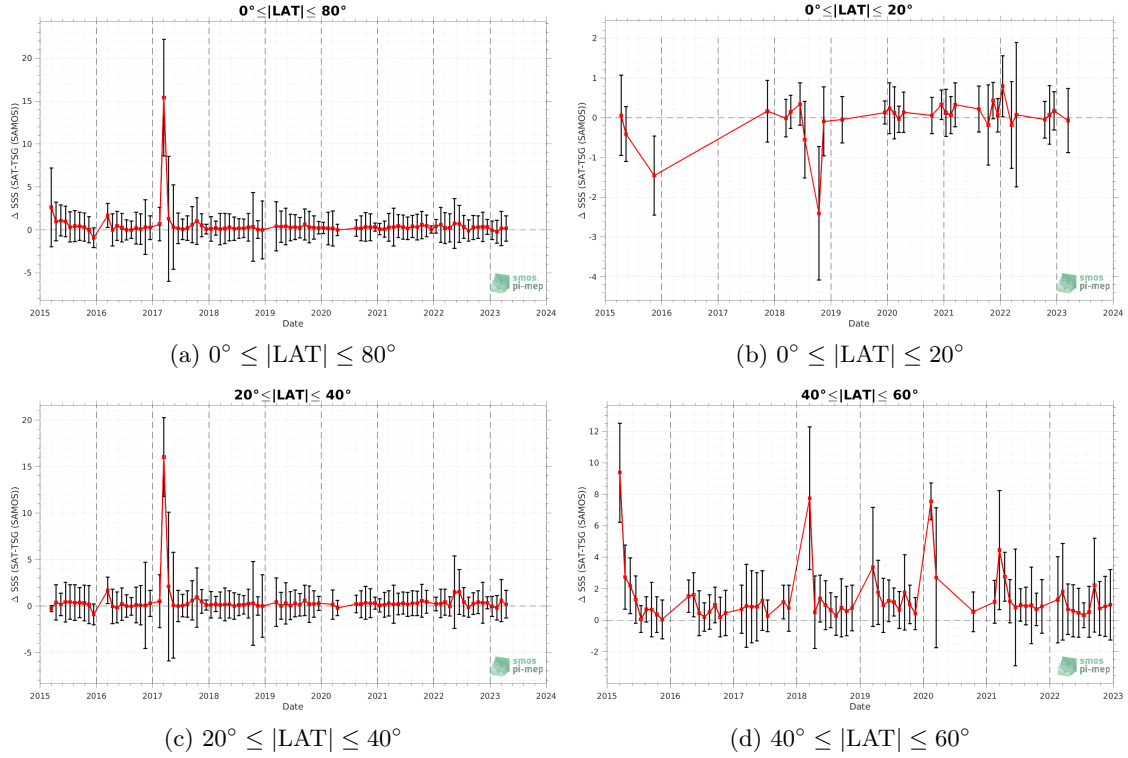 0°≤|LAT|≤ 80°
Δ SSS (SAT-TSG (SAMOS))
20
15
10
5
0
-5
2015 2016 2017 2018 2019 2020 2021 2022 2023 2024
Date
smos
pi-mep
(a) 0° ≤ |LAT| ≤ 80°
0°≤|LAT|≤ 20°
Δ SSS (SAT-TSG (SAMOS))
2
1
0
-1
-2
-3
-4
2015 2016 2017 2018 2019 2020 2021 2022 2023 2024
Date
smos
pi-mep
(b) 0° ≤ |LAT| ≤ 20°
20°≤|LAT|≤ 40°
Δ SSS (SAT-TSG (SAMOS))
20
15
10
5
0
-5
2015 2016 2017 2018 2019 2020 2021 2022 2023 2024
Date
smos
pi-mep
(c) 20° ≤ |LAT| ≤ 40°
40°≤|LAT|≤ 60°
Δ SSS (SAT-TSG (SAMOS))
12
10
8
6
4
2
0
-2
2015 2016 2017 2018 2019 2020 2021 2022 2023
Date
smos
pi-mep
(d) 40° ≤ |LAT| ≤ 60°